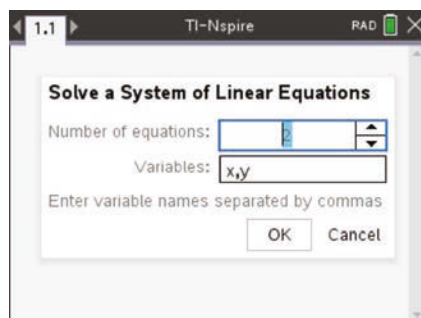 1.1 TI-Nspire RAD
Solve a System of Linear Equations
Number of equations: 2
Variables: x,y
Enter variable names separated by commas
OK Cancel